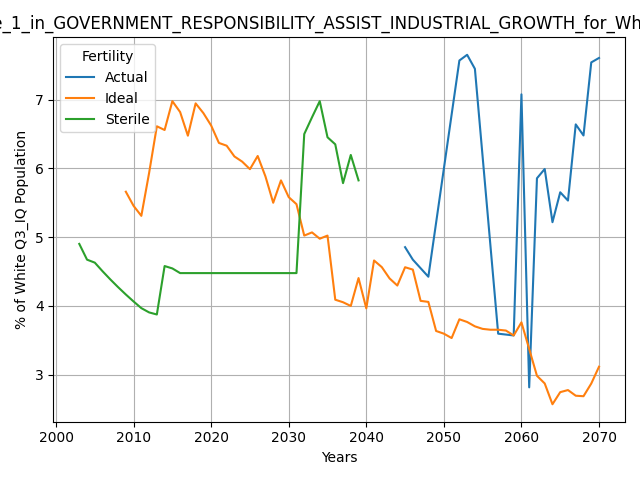 _1_in_GOVERNMENT_RESPONSIBILITY_ASSIST_INDUSTRIAL_GROWTH_for_Wh
Fertility
Actual
Ideal
Sterile
% of White Q3_IQ Population
7
6
5
4
3
2000 2010 2020 2030 2040 2050 2060 2070
Years